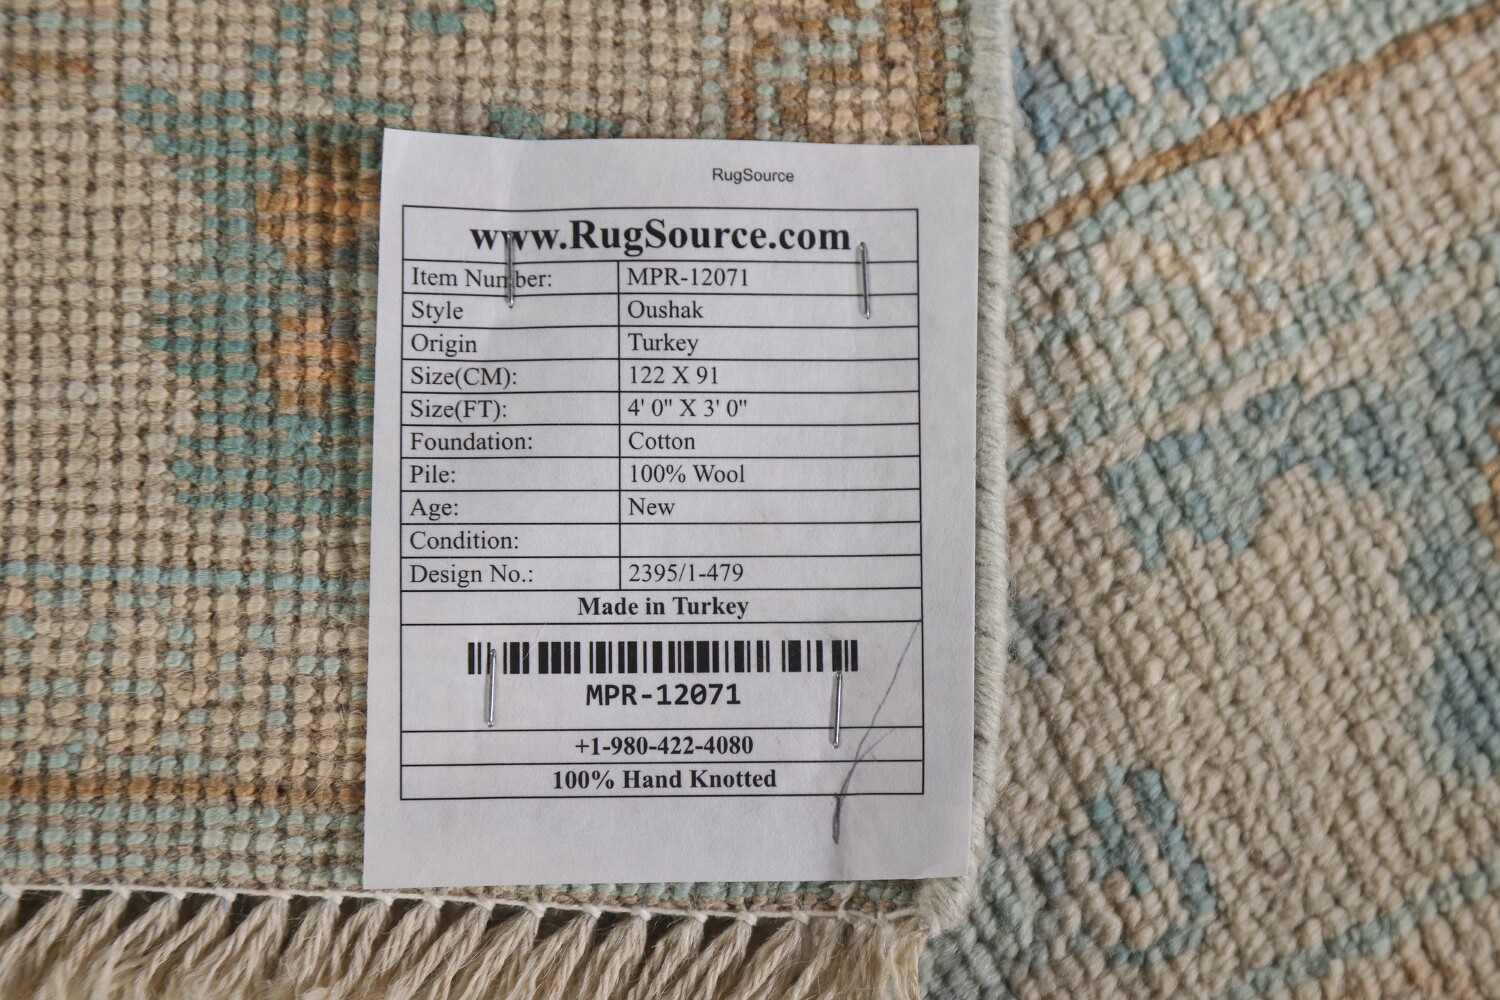 RugSource
www.RugSource.com
Item Number: MPR-12071
Style Oushak
Origin Turkey
Size(CM): 122 X 91
Size(FT): 4' 0" X 3' 0"
Foundation: Cotton
Pile: 100% Wool
Age: New
Condition:
Design No.: 2395/1-479
Made in Turkey
MPR-12071
+1-980-422-4080
100% Hand Knotted